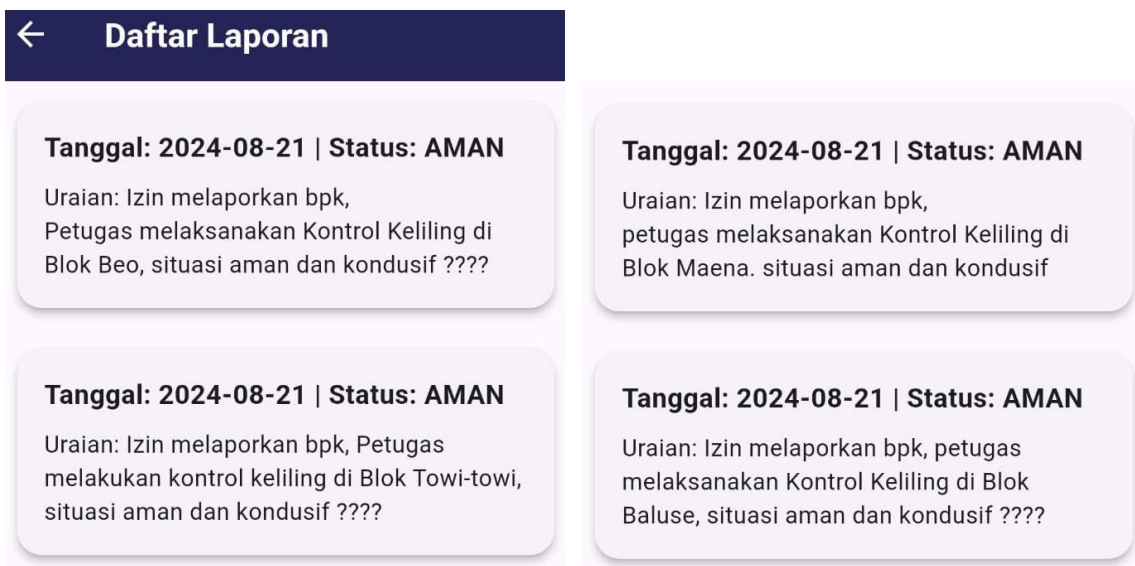 Daftar Laporan
Tanggal: 2024-08-21 | Status: AMAN
Uraian: Izin melaporkan bpk,
Petugas melaksanakan Kontrol Keliling di
Blok Beo, situasi aman dan kondusif ????
Tanggal: 2024-08-21 | Status: AMAN
Uraian: Izin melaporkan bpk, Petugas
melakukan kontrol keliling di Blok Towi-towi,
situasi aman dan kondusif ????
Tanggal: 2024-08-21 | Status: AMAN
Uraian: Izin melaporkan bpk,
petugas melaksanakan Kontrol Keliling di
Blok Maena. situasi aman dan kondusif
Tanggal: 2024-08-21 | Status: AMAN
Uraian: Izin melaporkan bpk, petugas
melaksanakan Kontrol Keliling di Blok
Baluse, situasi aman dan kondusif ????